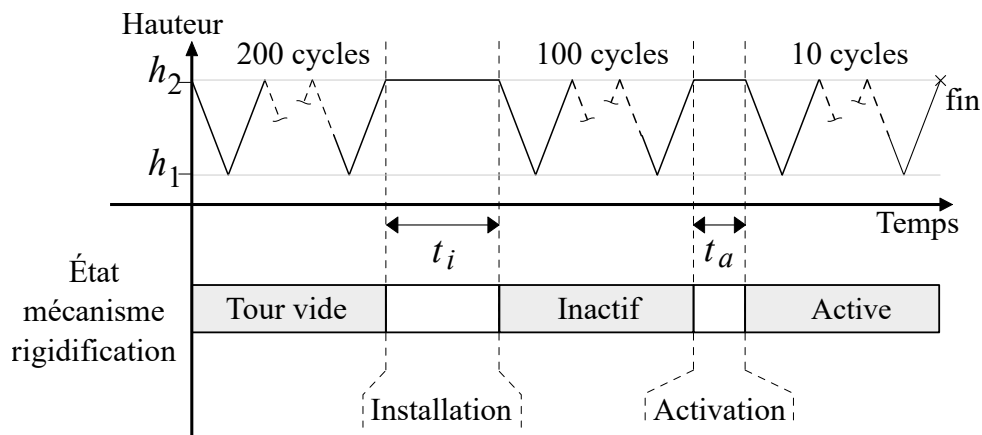 Hauteur
200 cycles
100 cycles
10 cycles
h2
fin
h1
Temps
ti
ta
État
mécanisme
rigidification
Tour vide
Inactif
Active
Installation
Activation